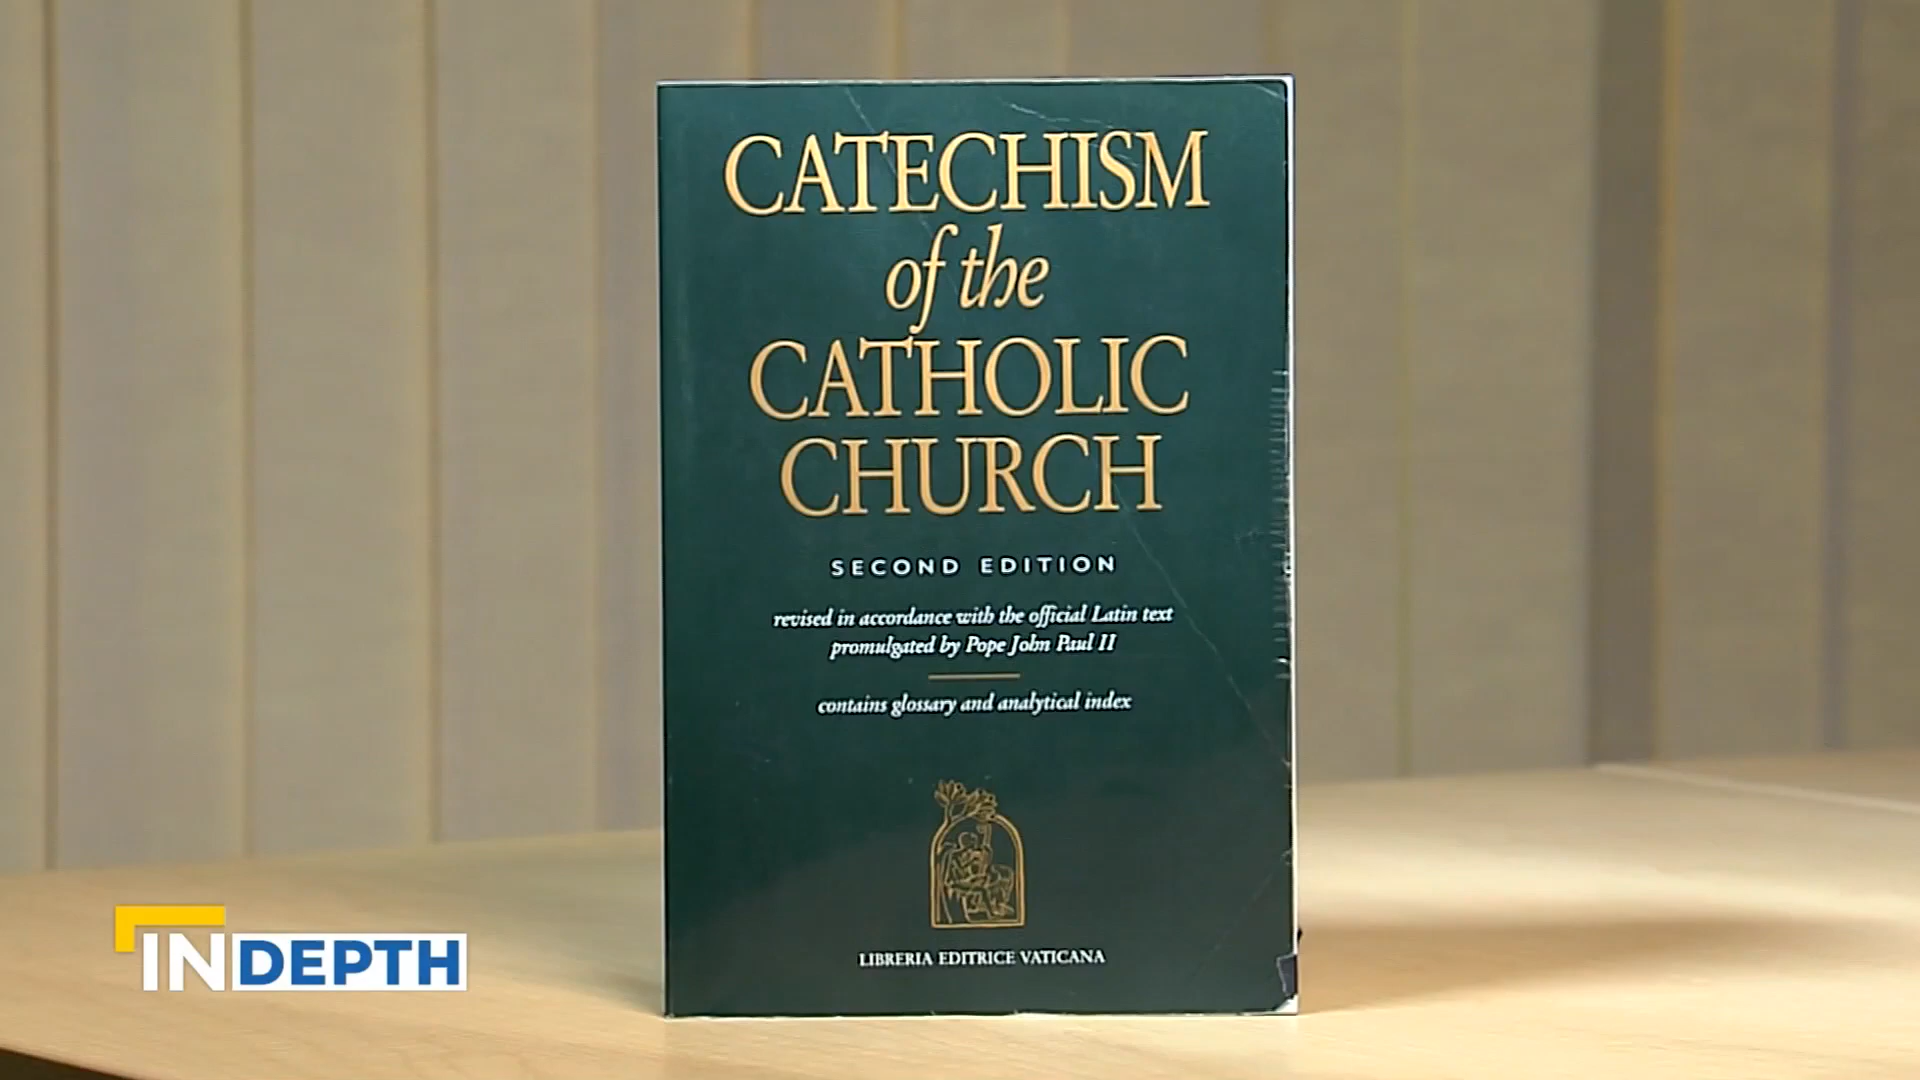 CATECHISM
of the
CATHOLIC
CHURCH
SECOND EDITION
revised in accordance with the official Latin text
promulgated by Pope John Paul II
contains glossary and analytical index
LIBRERIA EDITRICE VATICANA
INDEPTH